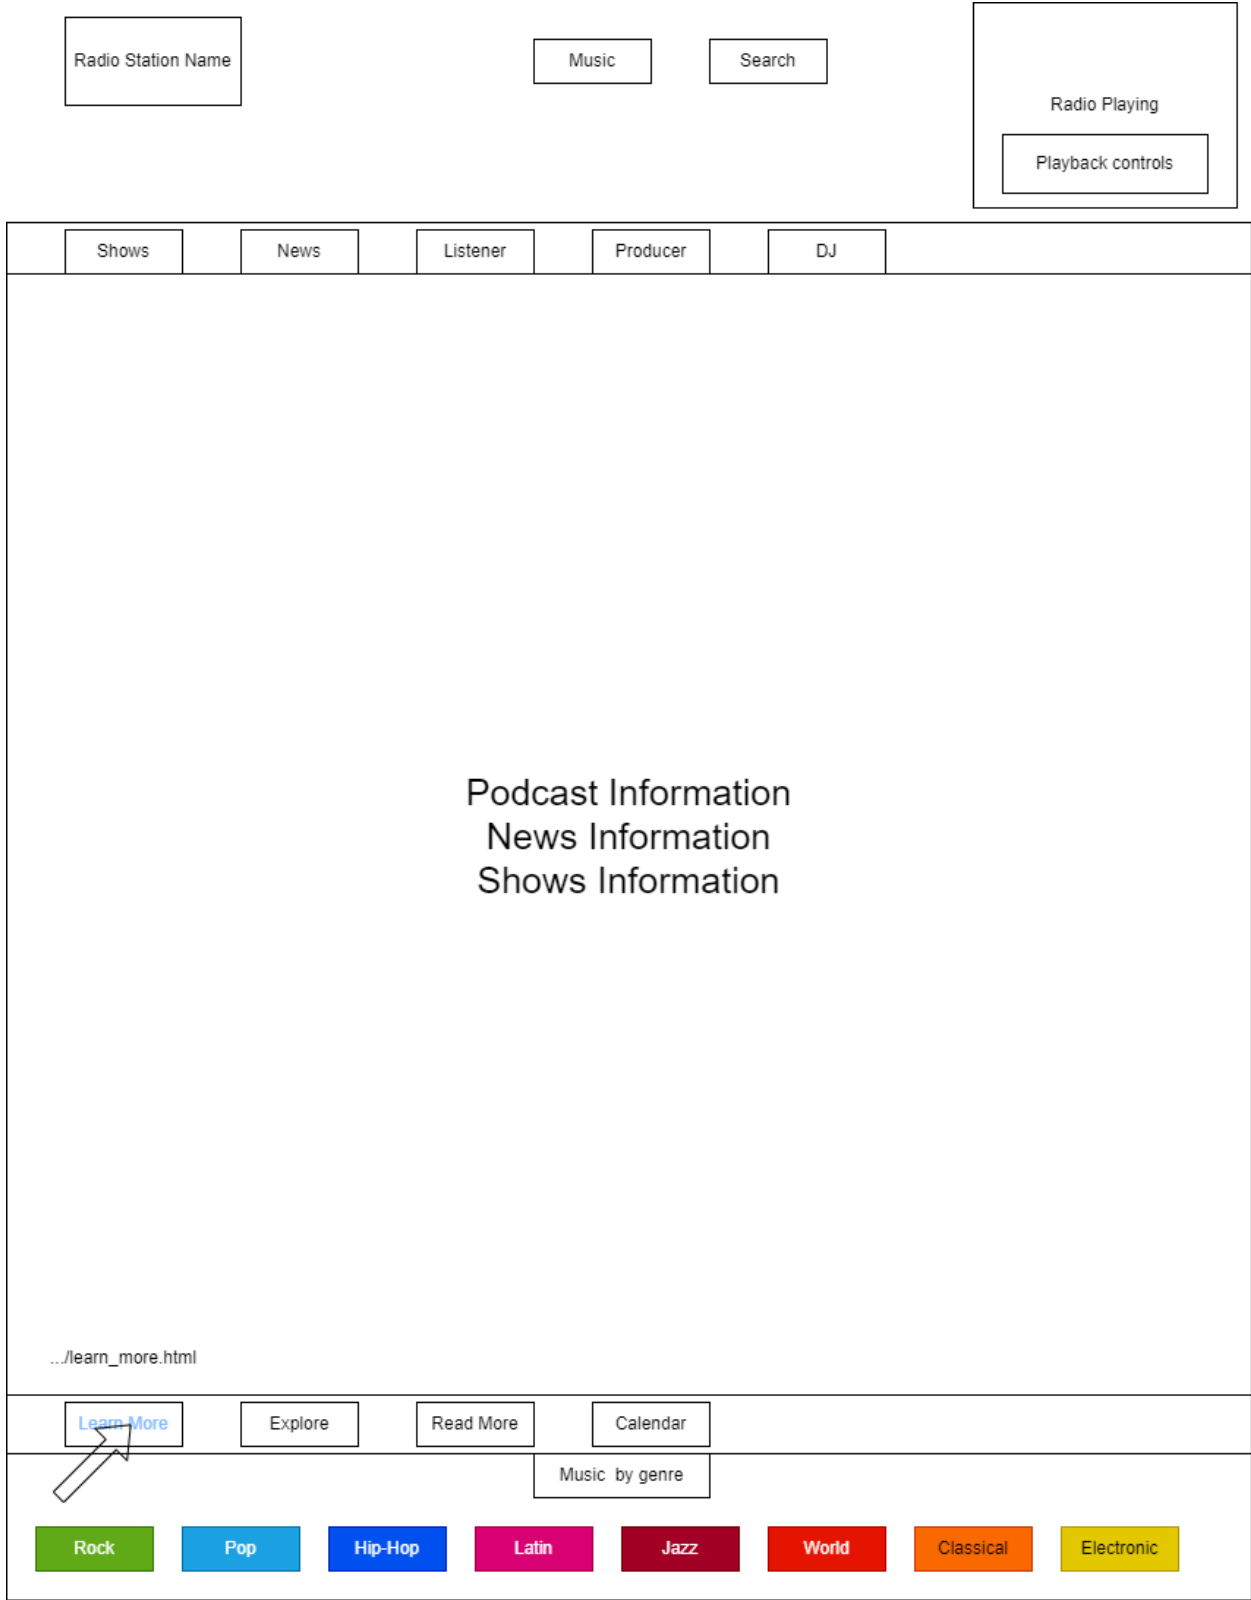 Radio Station Name
Music
Search
Radio Playing
Playback controls
Shows
News
Listener
Producer
DJ
Podcast Information
News Information
Shows Information
.../learn_more.html
Learn More
Explore
Read More
Calendar
Music by genre
Rock
Pop
Hip-Hop
Latin
Jazz
World
Classical
Electronic